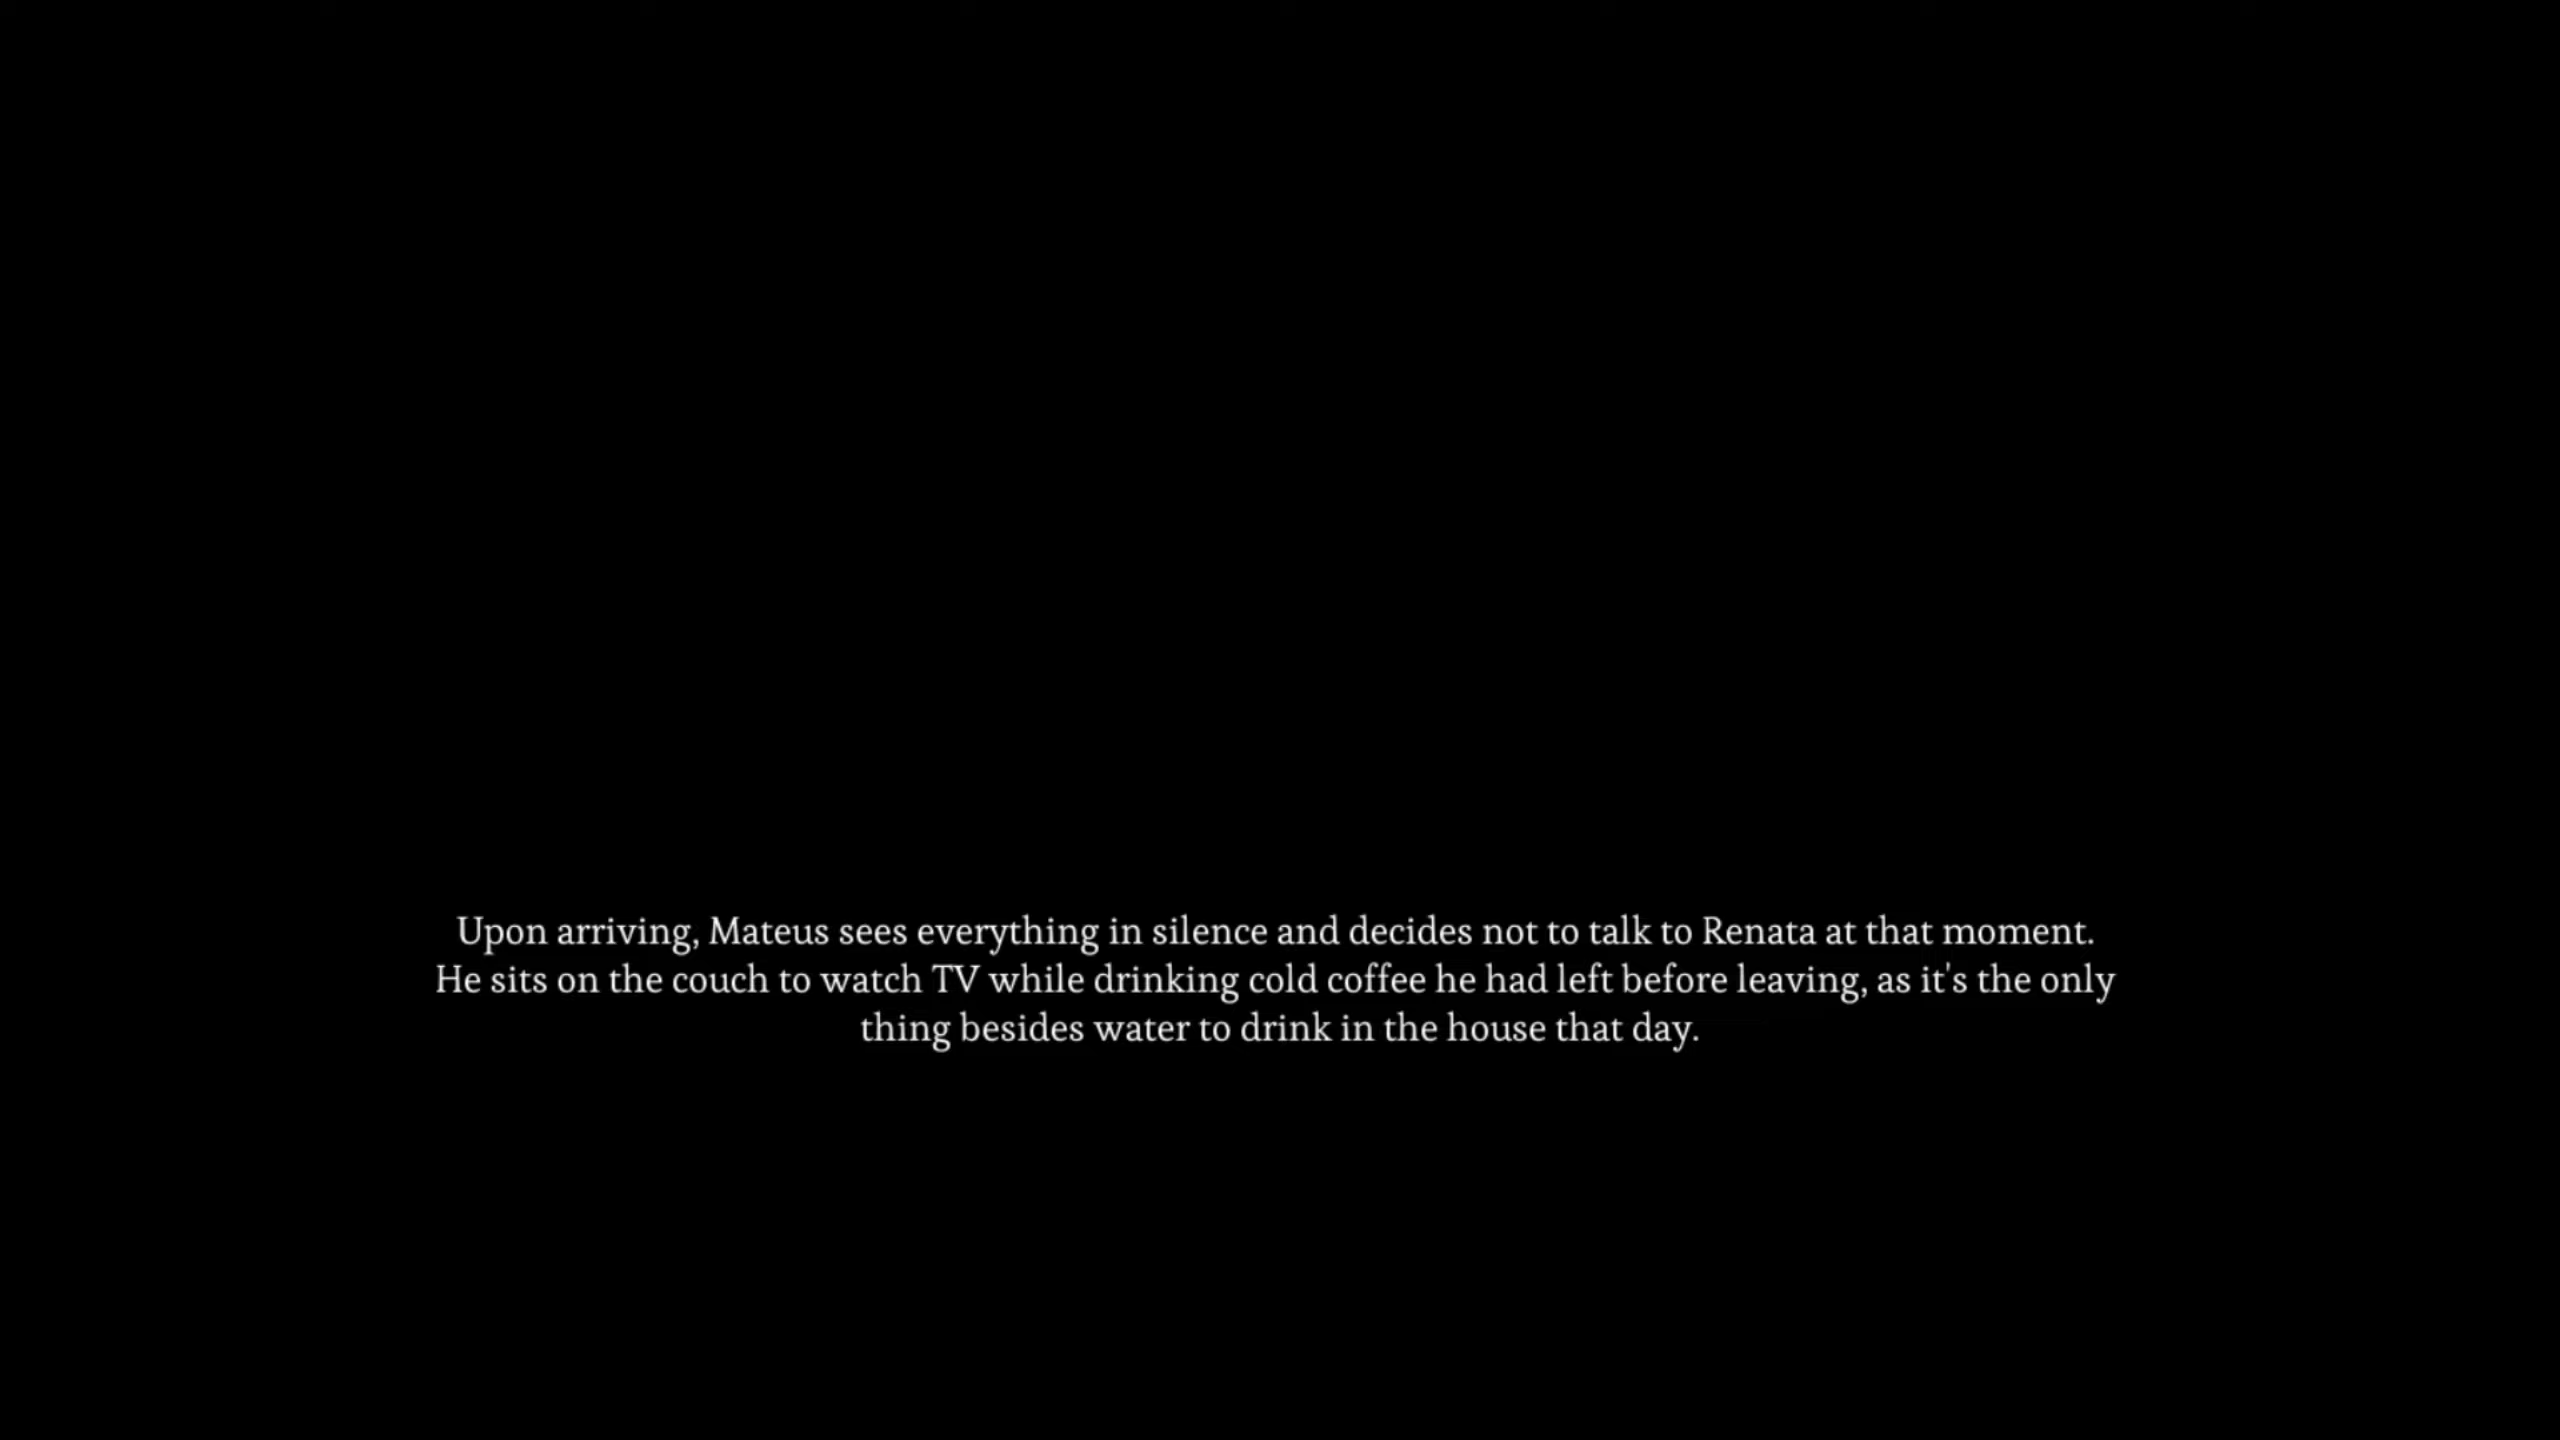 Upon arriving, Mateus sees everything in silence and decides not to talk to Renata at that moment.
He sits on the couch to watch TV while drinking cold coffee he had left before leaving, as it's the only
thing besides water to drink in the house that day.